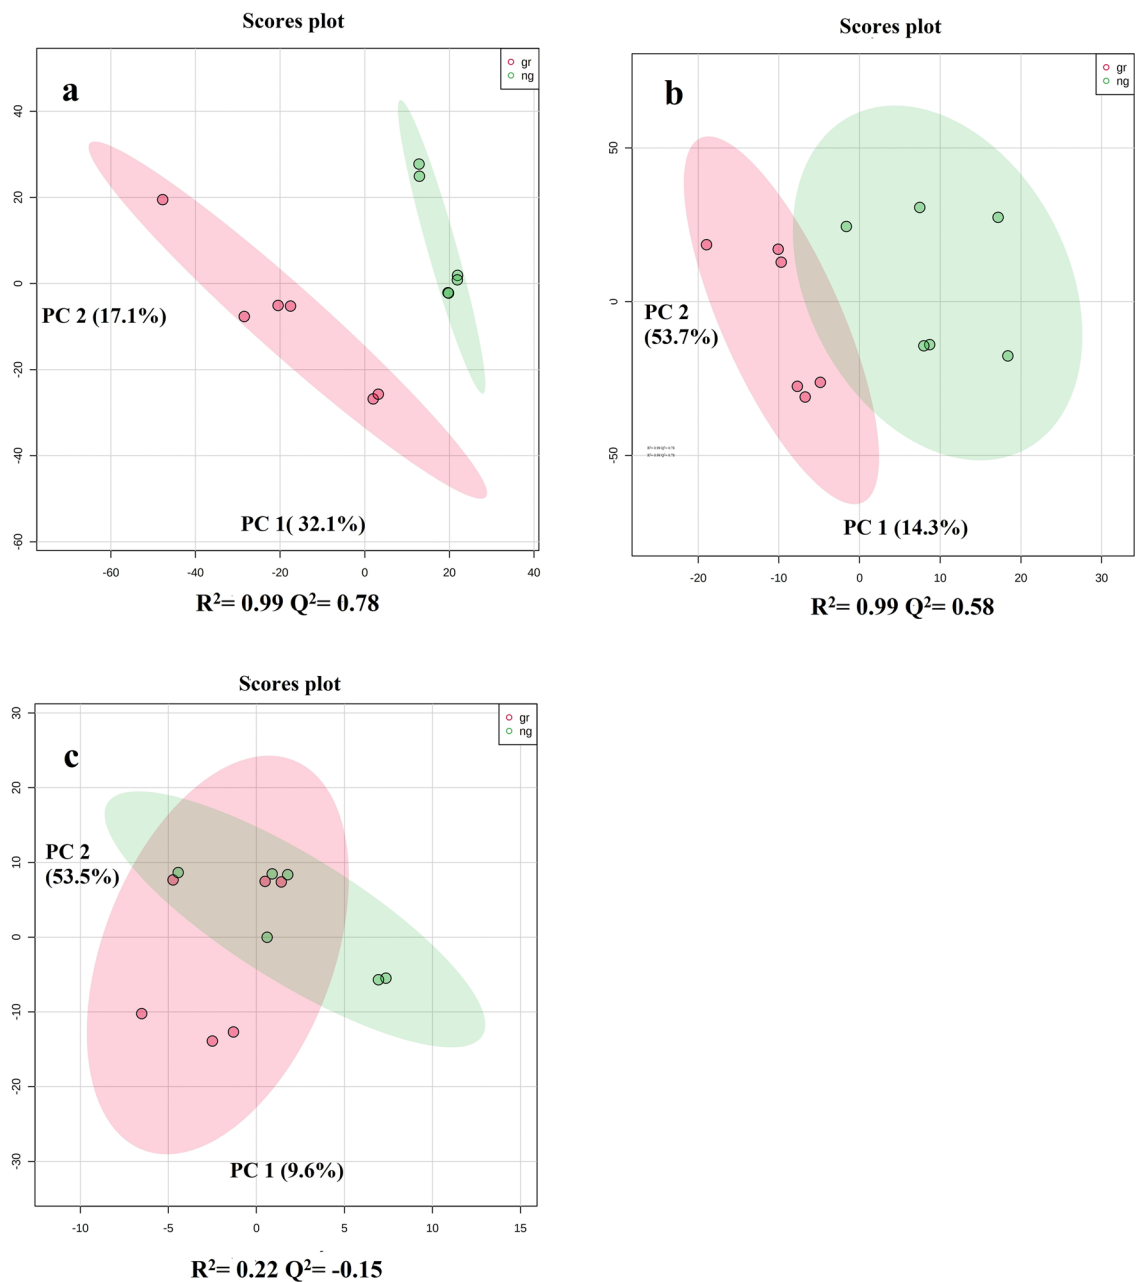 Scores plot
a
gr
ng
40
20
0
-20
-40
-60
PC 2 (17.1%)
PC 1( 32.1%)
-60
-40
-20
0
20
40
R²= 0.99 Q²= 0.78
Scores plot
b
gr
ng
50
0
-50
PC 2
(53.7%)
PC 1 (14.3%)
-20
-10
0
10
20
30
R²= 0.99 Q²= 0.58
Scores plot
c
gr
ng
30
20
10
0
-10
-20
-30
PC 2
(53.5%)
PC 1 (9.6%)
-10
-5
0
5
10
15
R²= 0.22 Q²= -0.15